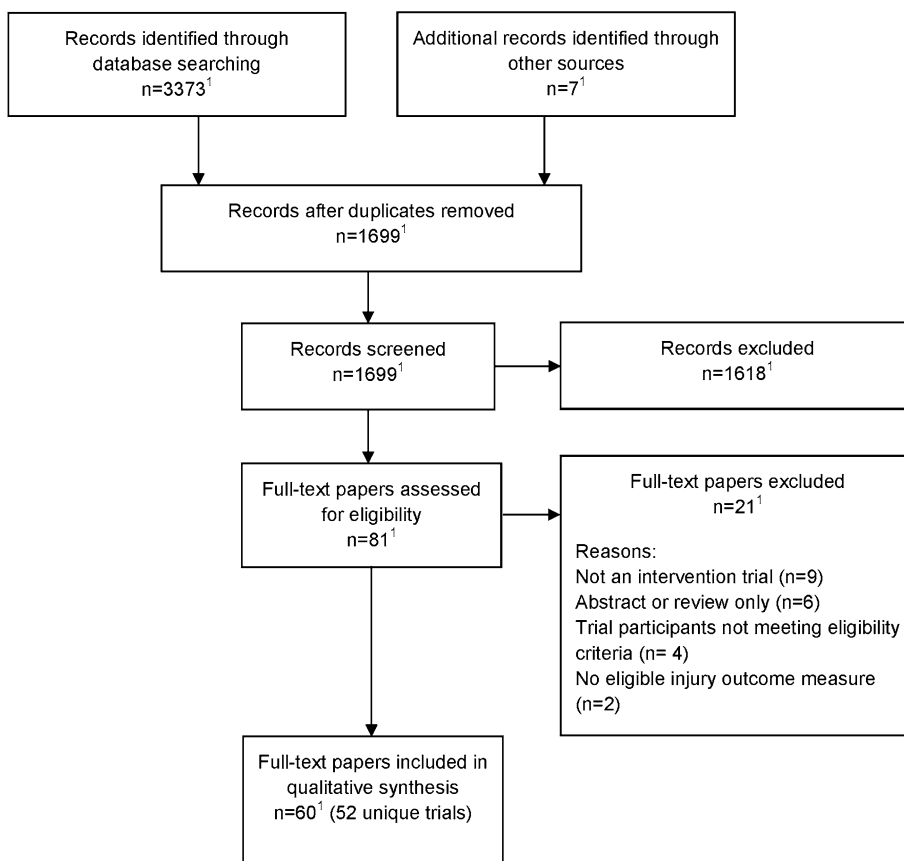 Records identified through
database searching
n=3373¹
Additional records identified through
other sources
n=7¹
Records after duplicates removed
n=1699¹
Records screened
n=1699¹
Records excluded
n=1618¹
Full-text papers assessed
for eligibility
n=81¹
Full-text papers excluded
n=21¹
Reasons:
Not an intervention trial (n=9)
Abstract or review only (n=6)
Trial participants not meeting eligibility
criteria (n= 4)
No eligible injury outcome measure
(n=2)
Full-text papers included in
qualitative synthesis
n=60¹ (52 unique trials)